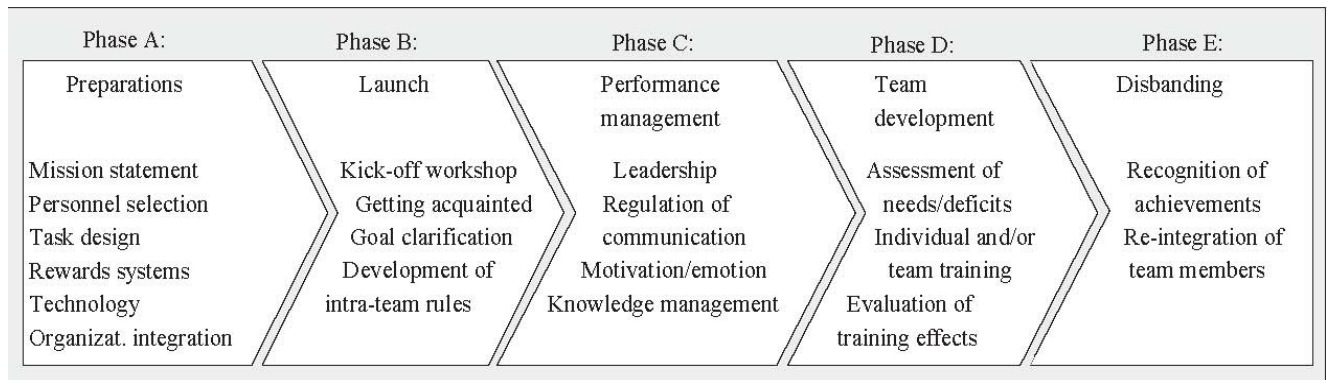 Phase A:
Preparations
Mission statement
Personnel selection
Task design
Rewards systems
Technology
Organizat. integration
Phase B:
Launch
Kick-off workshop
Getting acquainted
Goal clarification
Development of
intra-team rules
Phase C:
Performance
management
Leadership
Regulation of
communication
Motivation/emotion
Knowledge management
Phase D:
Team
development
Assessment of
needs/deficits
Individual and/or
team training
Evaluation of
training effects
Phase E:
Disbanding
Recognition of
achievements
Re-integration of
team members